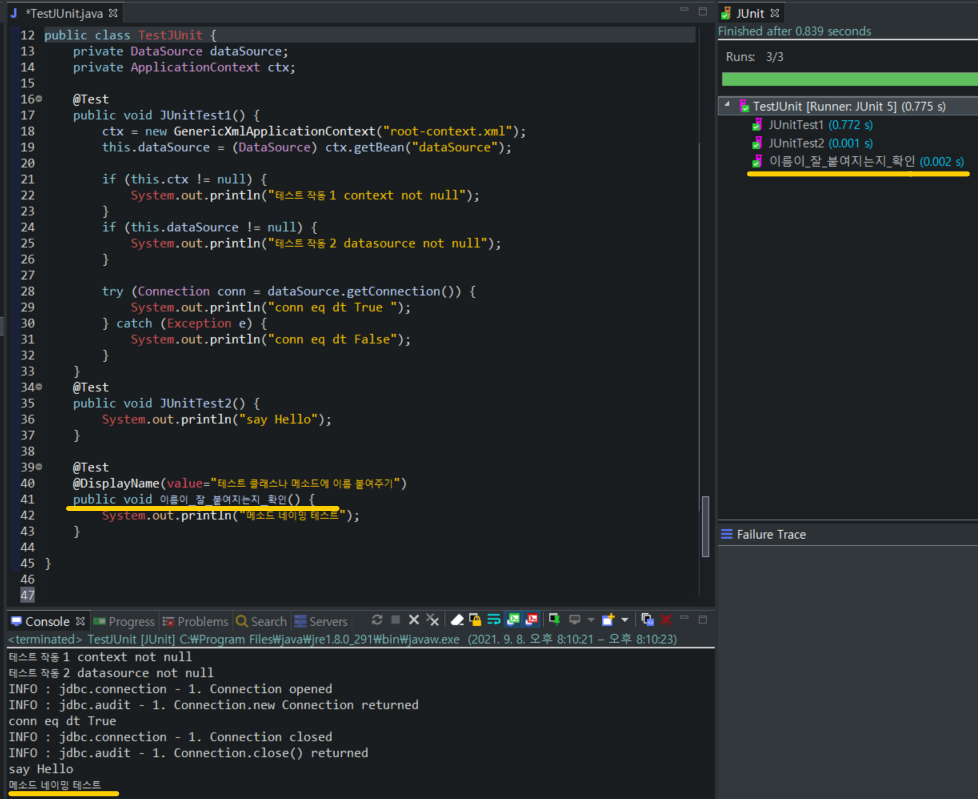 *TestJUnit.java
12 public class TestJUnit {
13 private DataSource dataSource;
14 private ApplicationContext ctx;
15
16 @Test
17 public void JUnitTest1() {
18 ctx = new GenericXmlApplicationContext("root-context.xml");
19 this.dataSource = (DataSource) ctx.getBean("dataSource");
20
21 if (this.ctx != null) {
22 System.out.println("테스트 작동1 context not null");
23 }
24 if (this.dataSource != null) {
25 System.out.println("테스트 작동2 datasource not null");
26 }
27
28 try (Connection conn = dataSource.getConnection()) {
29 System.out.println("conn eq dt True ");
30 } catch (Exception e) {
31 System.out.println("conn eq dt False");
32 }
33 }
34 @Test
35 public void JUnitTest2() {
36 System.out.println("say Hello");
37 }
38
39 @Test
40 @DisplayName(value="테스트 클래스나 메소드에 이름 붙여주기")
41 public void 이름이_잘_붙여지는지_확인() {
42 System.out.println("메소드 네이밍 테스트");
43 }
44
45 }
46
47
JUnit
Finished after 0.839 seconds
Runs: 3/3
TestJUnit [Runner: JUnit 5] (0.775 s)
JUnitTest1 (0.772 s)
JUnitTest2 (0.001 s)
이름이_잘_붙여지는지_확인 (0.002 s)
Failure Trace
Console Progress Problems Search Servers
<terminated> TestJUnit [JUnit] C:₩Program Files₩java₩jre1.8.0_291₩bin₩javaw.exe (2021. 9. 8. 오후 8:10:21 – 오후 8:10:23)
테스트 작동1 context not null
테스트 작동2 datasource not null
INFO : jdbc.connection - 1. Connection opened
INFO : jdbc.audit - 1. Connection.new Connection returned
conn eq dt True
INFO : jdbc.connection - 1. Connection closed
INFO : jdbc.audit - 1. Connection.close() returned
say Hello
메소드 네이밍 테스트